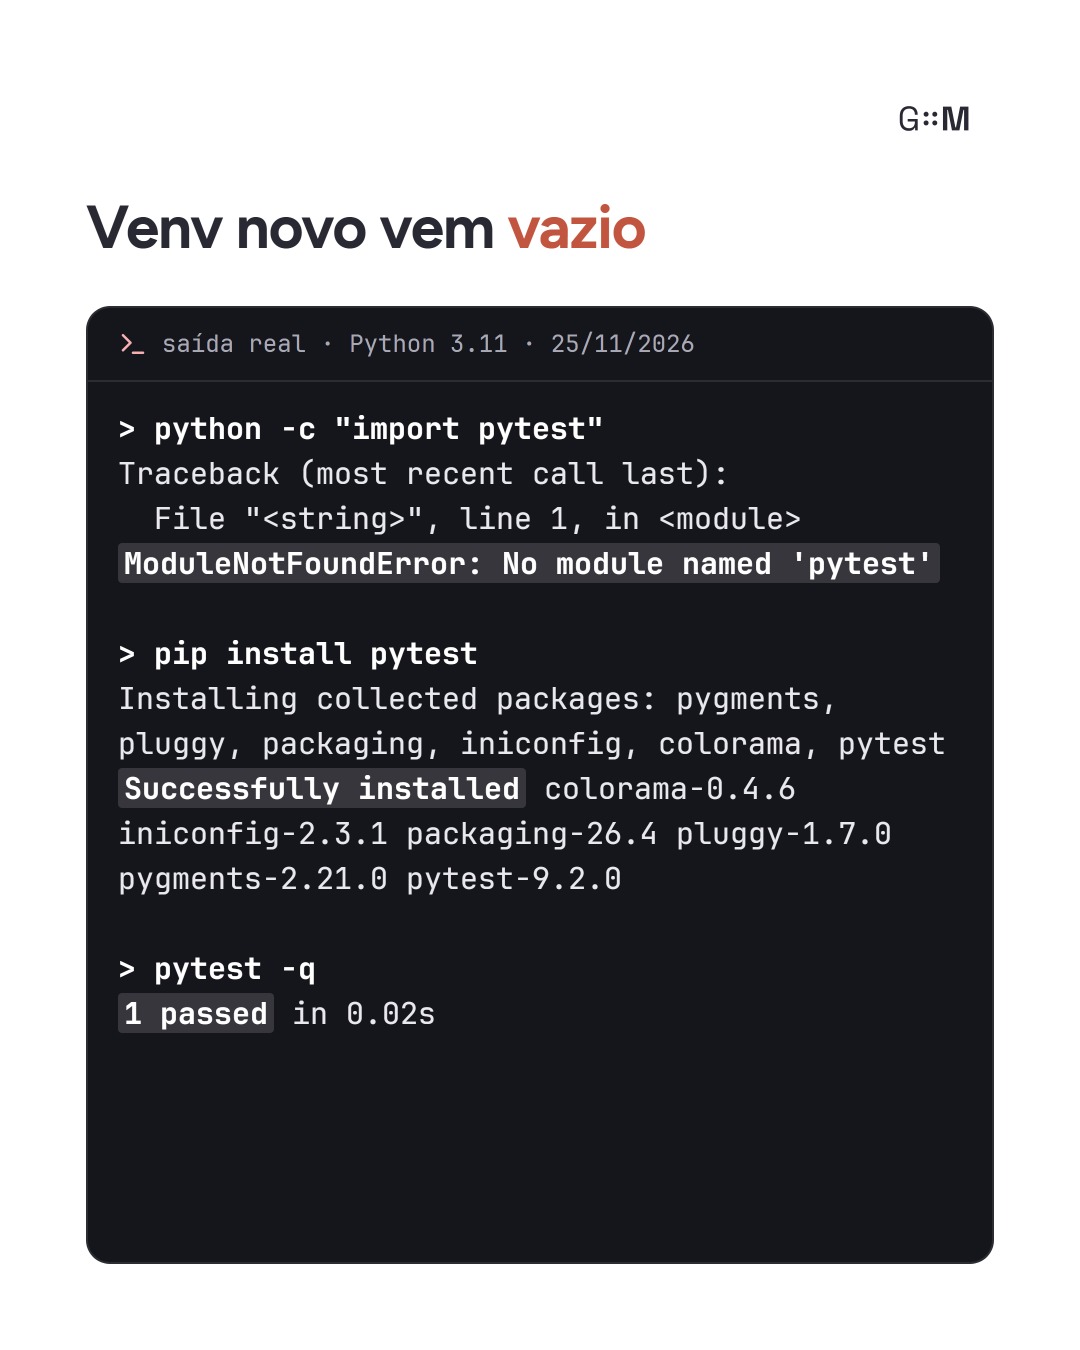 G::M
Venv novo vem vazio
>_ saída real · Python 3.11 · 25/11/2026
> python -c "import pytest"
Traceback (most recent call last):
  File "<string>", line 1, in <module>
ModuleNotFoundError: No module named 'pytest'
> pip install pytest
Installing collected packages: pygments,
pluggy, packaging, iniconfig, colorama, pytest
Successfully installed colorama-0.4.6
iniconfig-2.3.1 packaging-26.4 pluggy-1.7.0
pygments-2.21.0 pytest-9.2.0
> pytest -q
1 passed in 0.02s